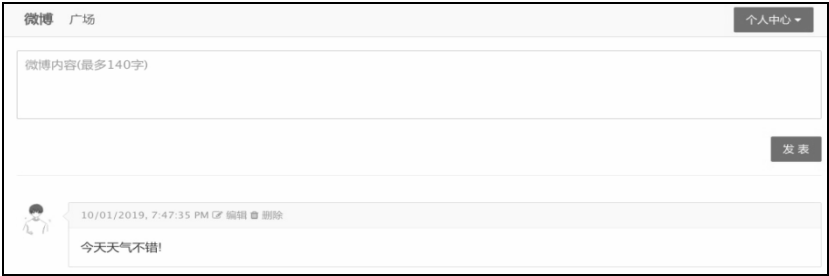 微博 广场 个人中心
微博内容(最多140字)
发 表
10/01/2019, 7:47:35 PM 编辑 删除
今天天气不错!